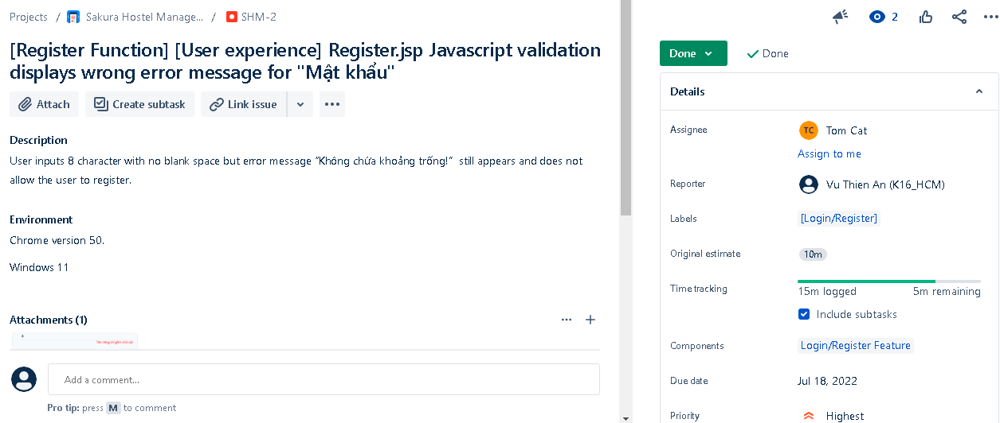 Projects / Sakura Hostel Manage... / SHM-2
2
[Register Function] [User experience] Register.jsp Javascript validation
displays wrong error message for "Mật khẩu"
Attach
Create subtask
Link issue
Description
User inputs 8 character with no blank space but error message “Không chứa khoảng trống!” still appears and does not
allow the user to register.
Environment
Chrome version 50.
Windows 11
Attachments (1)
Add a comment...
Pro tip: press M to comment
Done
Done
Details
Assignee
TC Tom Cat
Assign to me
Reporter
Vu Thien An (K16_HCM)
Labels
[Login/Register]
Original estimate
10m
Time tracking
15m logged
5m remaining
Include subtasks
Components
Login/Register Feature
Due date
Jul 18, 2022
Priority
Highest